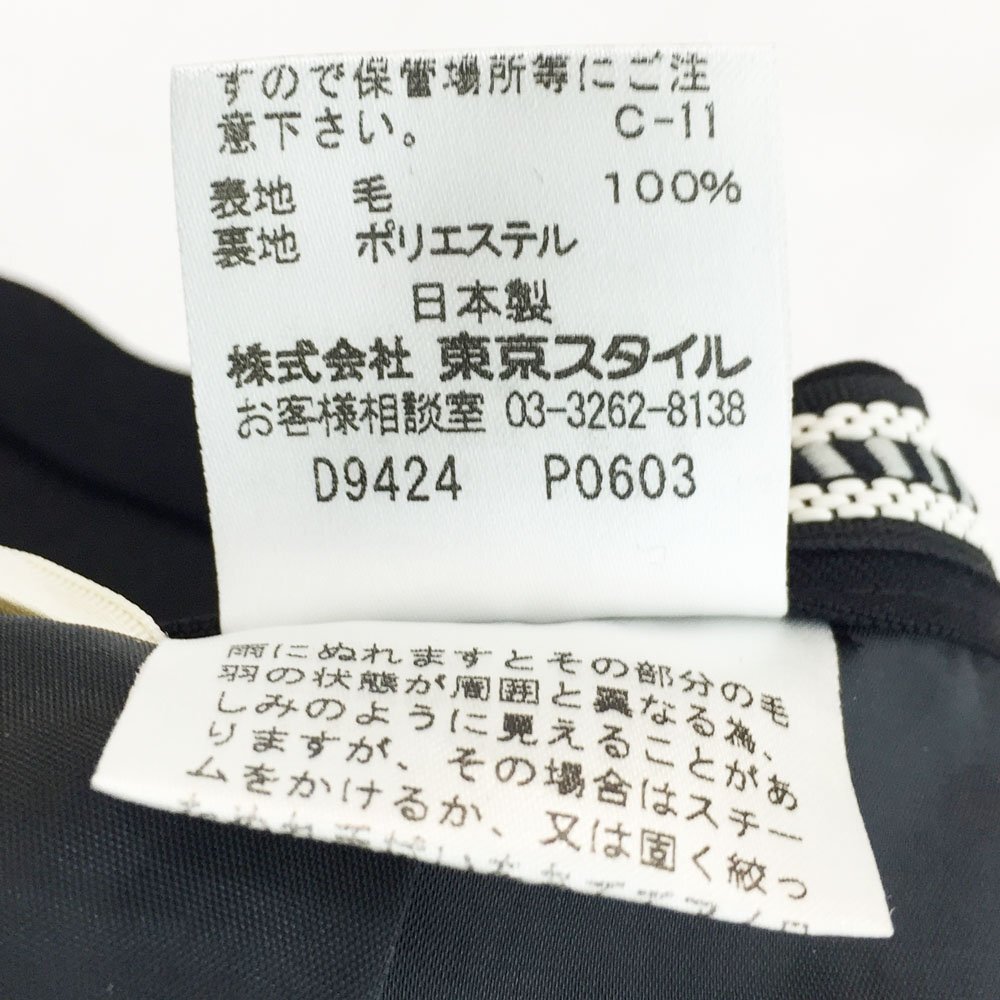 すので保管場所等にご注
意下さい。 C-11
表地 毛 100%
裏地 ポリエステル
日本製
株式会社 東京スタイル
お客様相談室 03-3262-8138
D9424 P0603
雨にぬれますとその部分の毛
羽の状態が周囲と異なる為、
しみのように見えることがあ
りますが、その場合はスチー
ムをかけるか、又は固く絞っ